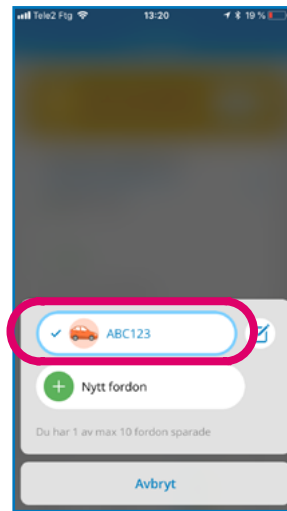 Tele2 Ftg 13:20 19 %
ABC123
Nytt fordon
Du har 1 av max 10 fordon sparade
Avbryt